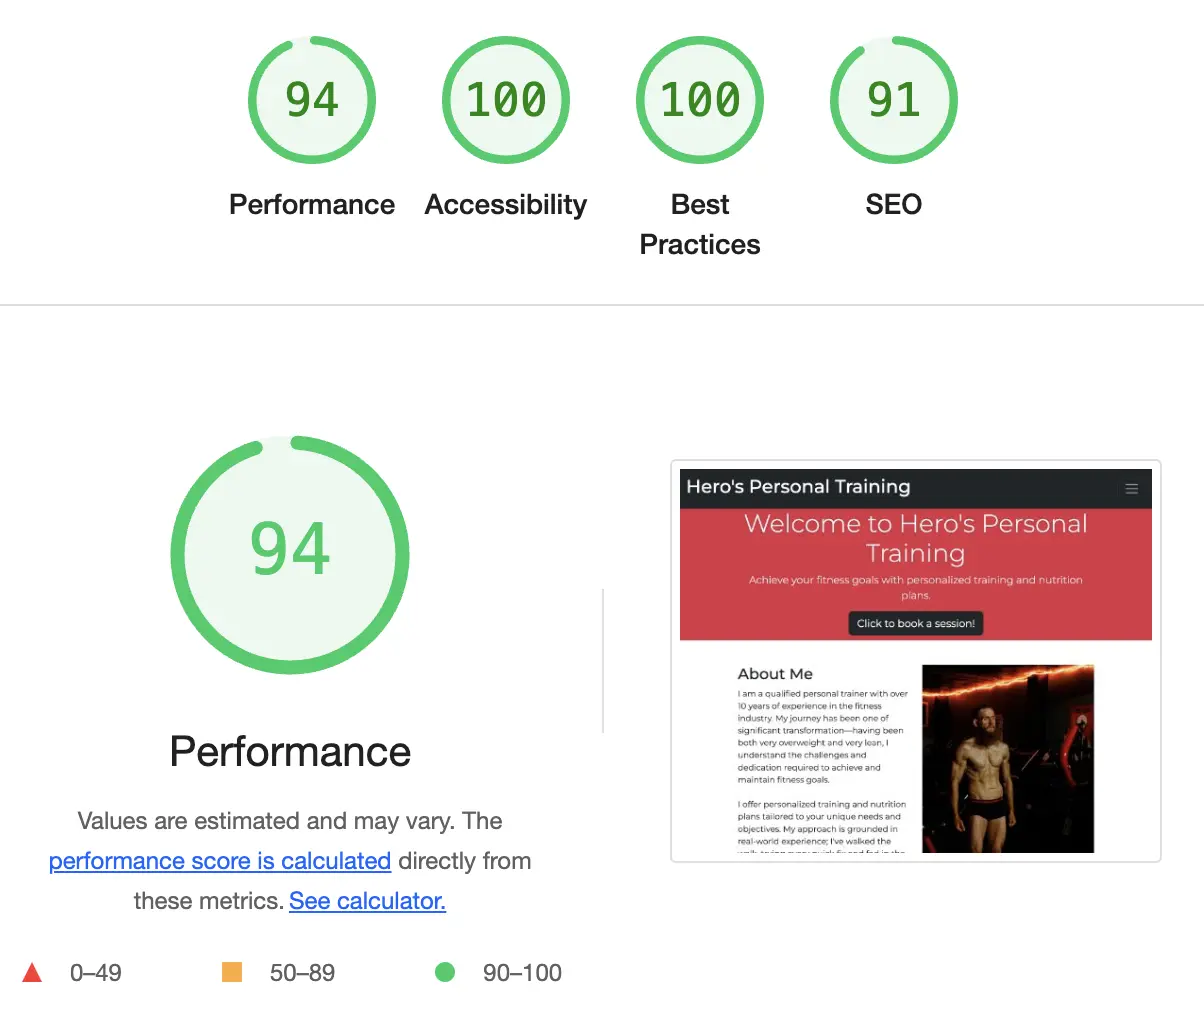 94
100
100
91
Performance
Accessibility
Best
Practices
SEO
94
Performance
Values are estimated and may vary. The
performance score is calculated directly from
these metrics. See calculator.
0–49
50–89
90–100
Hero's Personal Training
Welcome to Hero's Personal
Training
Achieve your fitness goals with personalized training and nutrition
plans.
Click to book a session!
About Me
I am a qualified personal trainer with over
10 years of experience in the fitness
industry. My journey has been one of
significant transformation—having been
both very overweight and very lean, I
understand the challenges and
dedication required to achieve and
maintain fitness goals.
I offer personalized training and nutrition
plans tailored to your unique needs and
objectives. My approach is grounded in
real-world experience; I've walked the